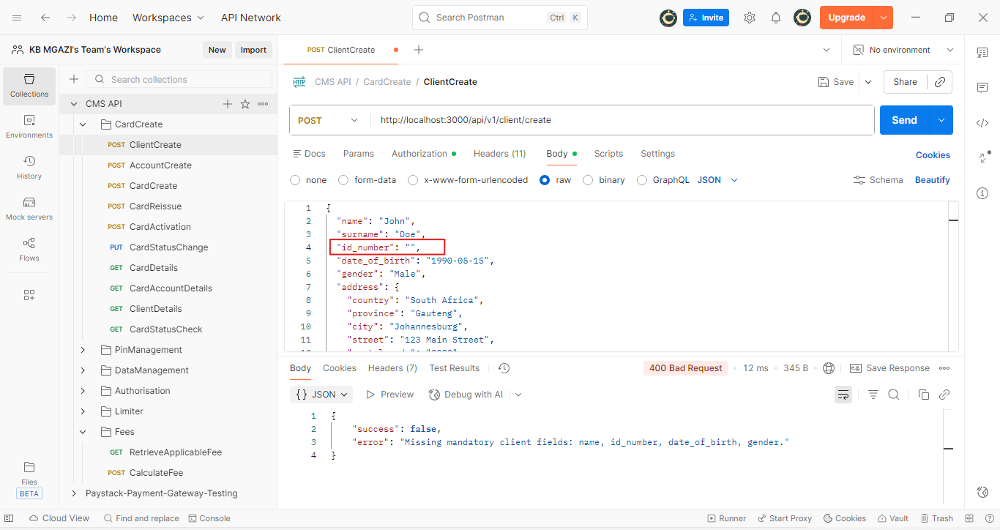 Home Workspaces API Network Search Postman Ctrl K Invite Upgrade
KB MGAZI's Team's Workspace New Import
POST ClientCreate No environment
Collections
Environments
History
Mock servers
Flows
Files
BETA
Search collections
CMS API
CardCreate
POST ClientCreate
POST AccountCreate
POST CardCreate
POST CardReissue
POST CardActivation
PUT CardStatusChange
GET CardDetails
GET CardAccountDetails
GET ClientDetails
GET CardStatusCheck
PinManagement
DataManagement
Authorisation
Limiter
Fees
GET RetrieveApplicableFee
POST CalculateFee
Paystack-Payment-Gateway-Testing
HTTP CMS API / CardCreate / ClientCreate Save Share
POST http://localhost:3000/api/v1/client/create Send
Docs Params Authorization Headers (11) Body Scripts Settings Cookies
none form-data x-www-form-urlencoded raw binary GraphQL JSON Schema Beautify
1 {
2 "name": "John",
3 "surname": "Doe",
4 "id_number": "",
5 "date_of_birth": "1990-05-15",
6 "gender": "Male",
7 "address": {
8 "country": "South Africa",
9 "province": "Gauteng",
10 "city": "Johannesburg",
11 "street": "123 Main Street",
Body Cookies Headers (7) Test Results 400 Bad Request 12 ms 345 B e.g. Save Response
{} JSON Preview Debug with AI
1 {
2 "success": false,
3 "error": "Missing mandatory client fields: name, id_number, date_of_birth, gender."
4 }
Cloud View Find and replace Console Runner Start Proxy Cookies Vault Trash